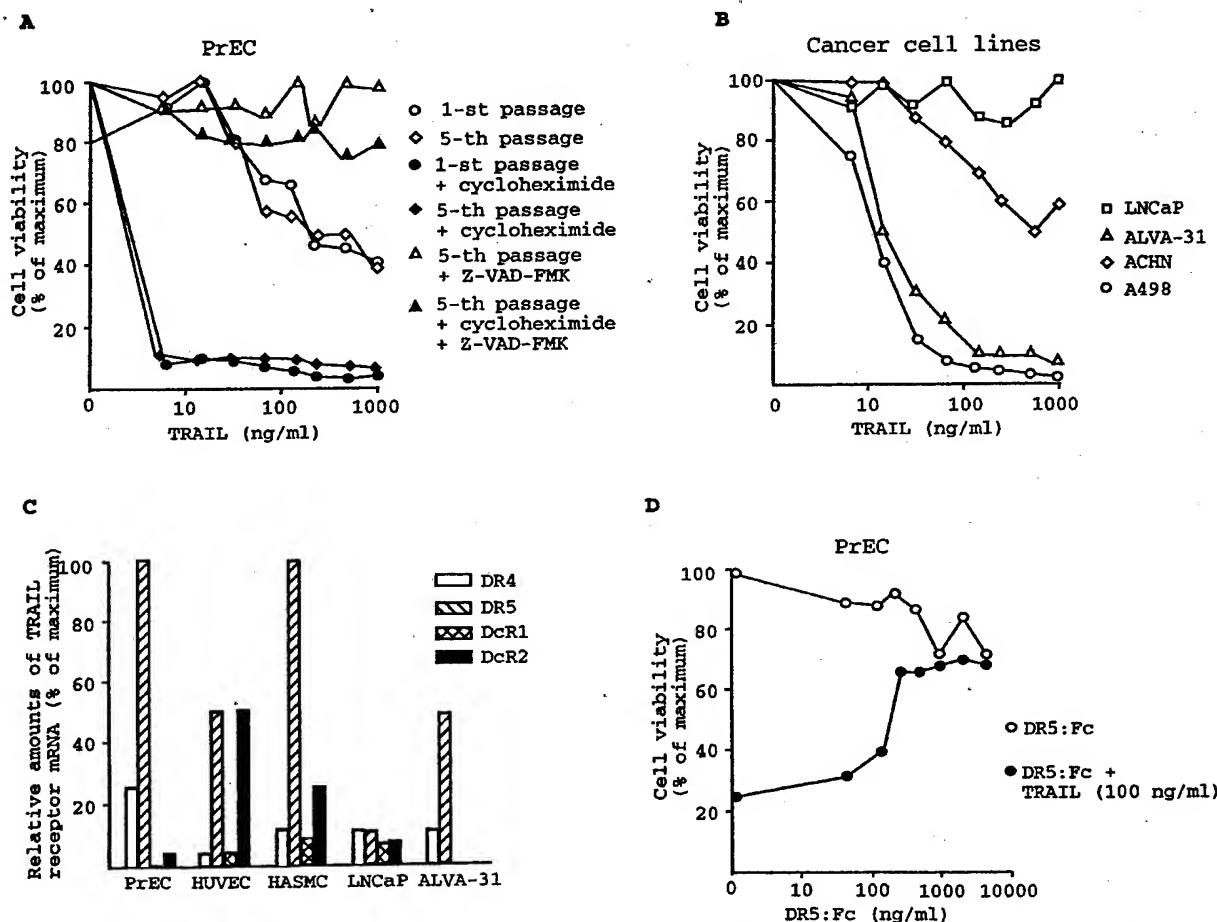 A
PrEC
Cell viability
(% of maximum)
100
80
60
40
20
0
10
100
1000
TRAIL (ng/ml)
1-st passage
5-th passage
1-st passage
+ cycloheximide
5-th passage
+ cycloheximide
5-th passage
+ Z-VAD-FMK
5-th passage
+ cycloheximide
+ Z-VAD-FMK
B
Cancer cell lines
Cell viability
(% of maximum)
100
80
60
40
20
0
10
100
1000
TRAIL (ng/ml)
LNCaP
ALVA-31
ACHN
A498
C
Relative amounts of TRAIL
receptor mRNA (% of maximum)
100
80
60
40
20
PrEC
HUVEC
HASMC
LNCaP
ALVA-31
DR4
DR5
DcR1
DcR2
D
PrEC
Cell viability
(% of maximum)
100
80
60
40
20
0
10
100
1000
10000
DR5:Fc (ng/ml)
DR5:Fc
DR5:Fc +
TRAIL (100 ng/ml)